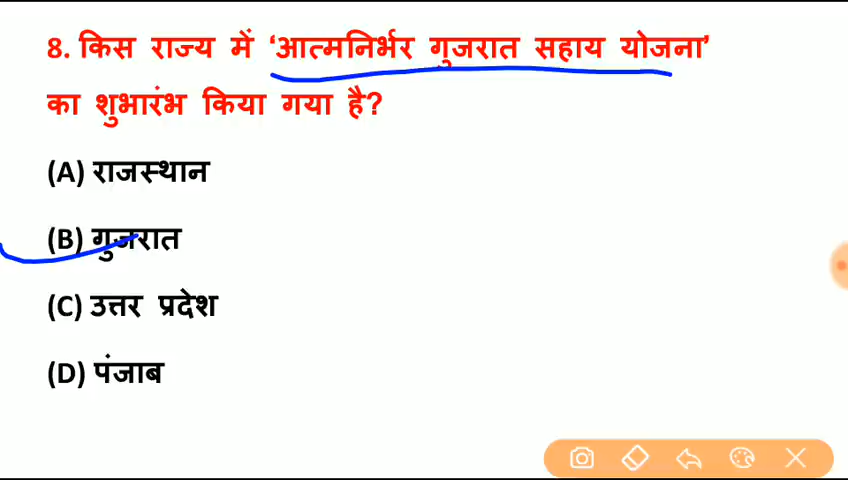 8. किस राज्य में ‘आत्मनिर्भर गुजरात सहाय योजना’
का शुभारंभ किया गया है?
(A) राजस्थान
(B) गुजरात
(C) उत्तर प्रदेश
(D) पंजाब